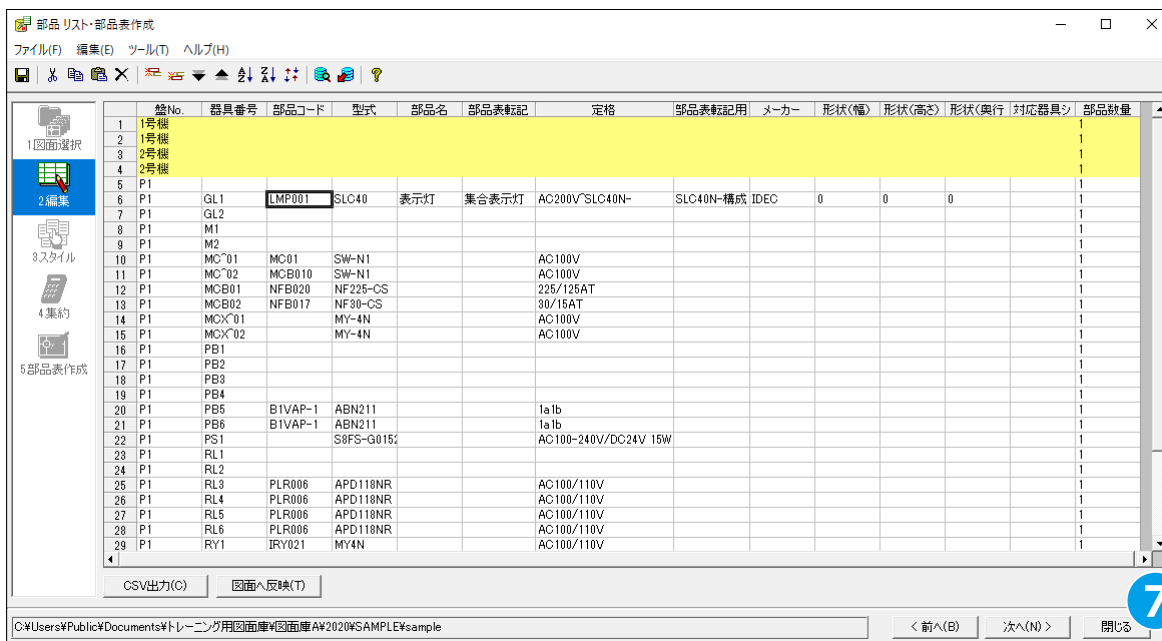 部品リスト・部品表作成
ファイル(F) 編集(E) ツール(T) ヘルプ(H)
1図面選択
2編集
3スタイル
4集約
5部品表作成
盤No. 器具番号 部品コード 型式 部品名 部品表転記 定格 部品表転記用 メーカー 形状(幅) 形状(高さ) 形状(奥行 対応器具シ 部品数量
1 1号機 1
2 1号機 1
3 2号機 1
4 2号機 1
5 P1 1
6 P1 GL1 LMP001 SLC40 表示灯 集合表示灯 AC200V^SLC40N- SLC40N-構成 IDEC 0 0 0 1
7 P1 GL2 1
8 P1 M1 1
9 P1 M2 1
10 P1 MC^01 MC01 SW-N1 AC100V 1
11 P1 MC^02 MCB010 SW-N1 AC100V 1
12 P1 MCB01 NFB020 NF225-CS 225/125AT 1
13 P1 MCB02 NFB017 NF30-CS 30/15AT 1
14 P1 MCX^01 MY-4N AC100V 1
15 P1 MCX^02 MY-4N AC100V 1
16 P1 PB1 1
17 P1 PB2 1
18 P1 PB3 1
19 P1 PB4 1
20 P1 PB5 B1VAP-1 ABN211 1a1b 1
21 P1 PB6 B1VAP-1 ABN211 1a1b 1
22 P1 PS1 S8FS-G0152 AC100-240V/DC24V 15W 1
23 P1 RL1 1
24 P1 RL2 1
25 P1 RL3 PLR006 APD118NR AC100/110V 1
26 P1 RL4 PLR006 APD118NR AC100/110V 1
27 P1 RL5 PLR006 APD118NR AC100/110V 1
28 P1 RL6 PLR006 APD118NR AC100/110V 1
29 P1 RY1 IRY021 MY4N AC100/110V 1
CSV出力(C) 図面へ反映(T)
7
C:¥Users¥Public¥Documents¥トレーニング用図面庫¥図面庫A¥2020¥SAMPLE¥sample
< 前へ(B) 次へ(N) > 閉じる